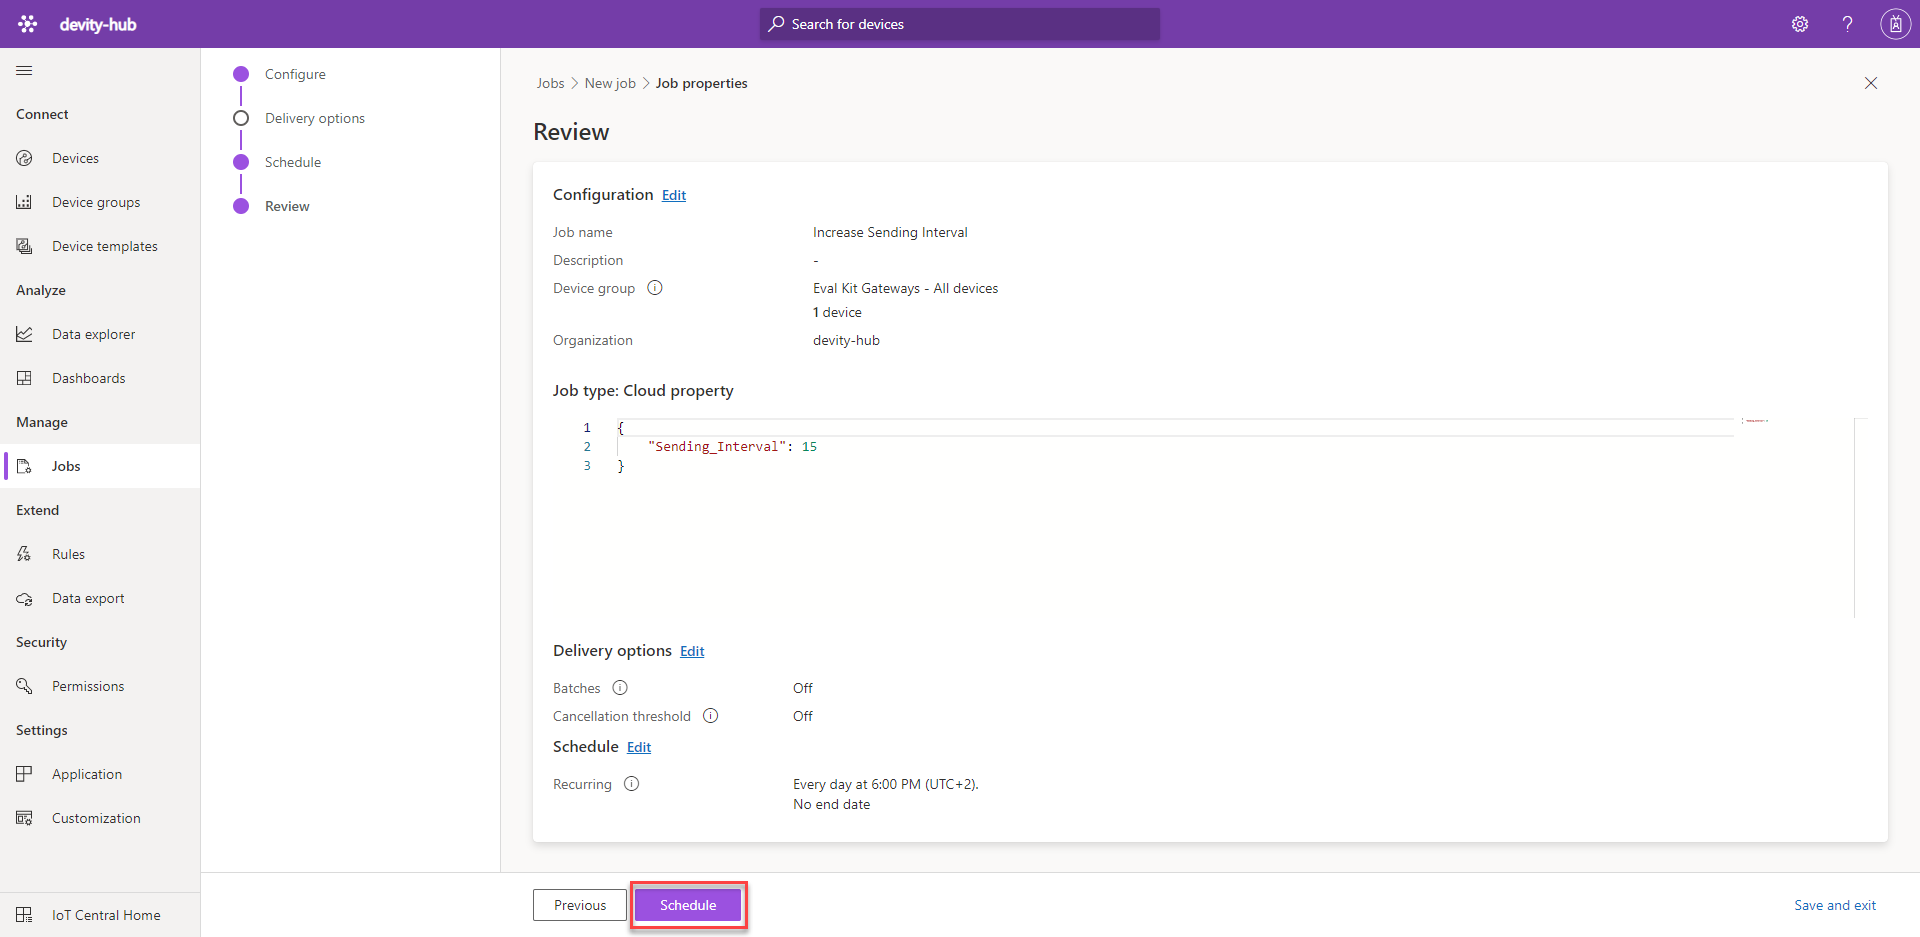 devity-hub
Search for devices
Connect
Devices
Device groups
Device templates
Analyze
Data explorer
Dashboards
Manage
Jobs
Extend
Rules
Data export
Security
Permissions
Settings
Application
Customization
IoT Central Home
Configure
Delivery options
Schedule
Review
Jobs > New job > Job properties
Review
Configuration Edit
Job name Increase Sending Interval
Description -
Device group Eval Kit Gateways - All devices
1 device
Organization devity-hub
Job type: Cloud property
1 {
2 "Sending_Interval": 15
3 }
Delivery options Edit
Batches Off
Cancellation threshold Off
Schedule Edit
Recurring Every day at 6:00 PM (UTC+2).
No end date
Previous Schedule Save and exit